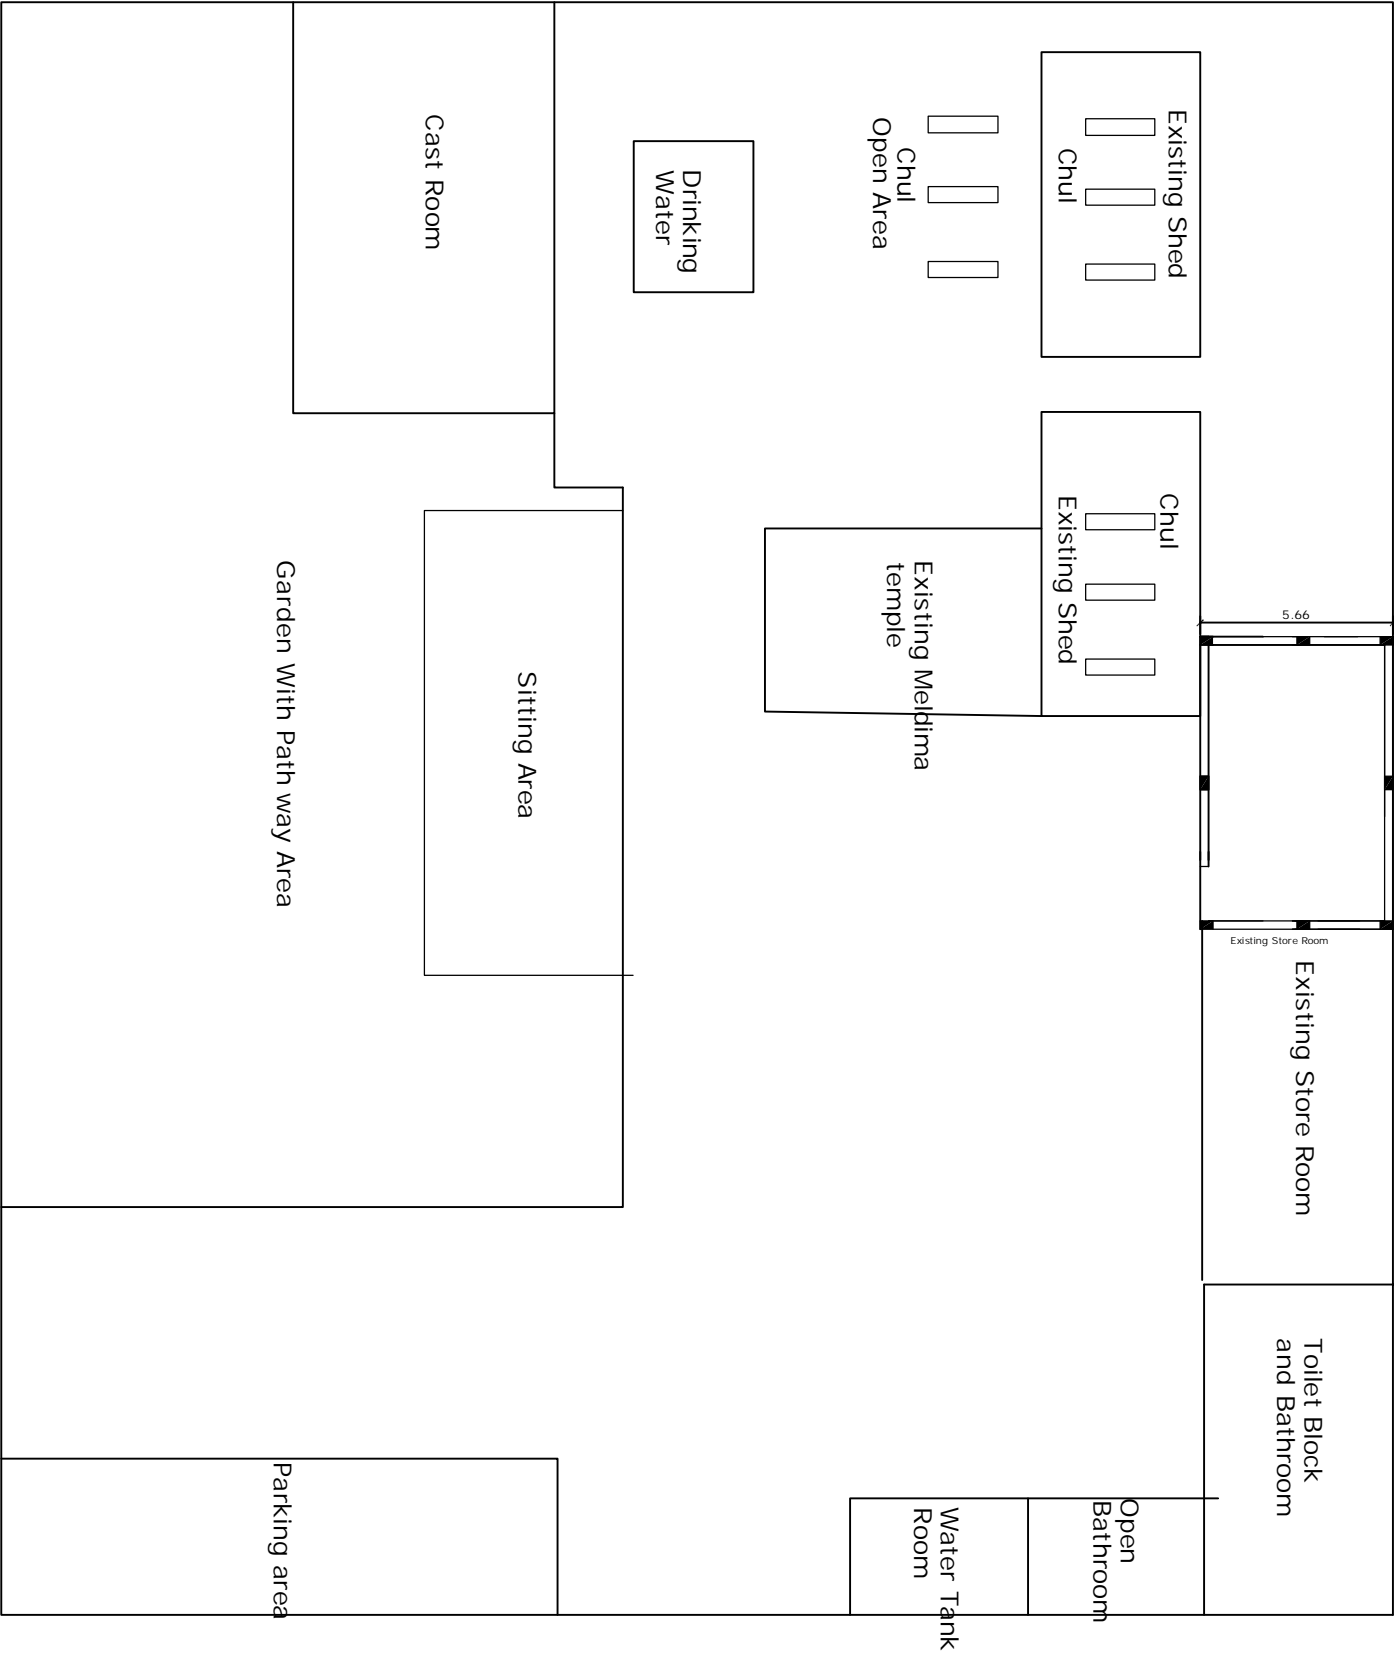 Existing Shed
Chul
Chul
Open Area
Drinking
Water
Cast Room
Chul
Existing Shed
Existing Meldima
temple
Sitting Area
Garden With Path way Area
5.66
Existing Store Room
Existing Store Room
Toilet Block
and Bathroom
Open
Bathroom
Water Tank
Room
Parking area